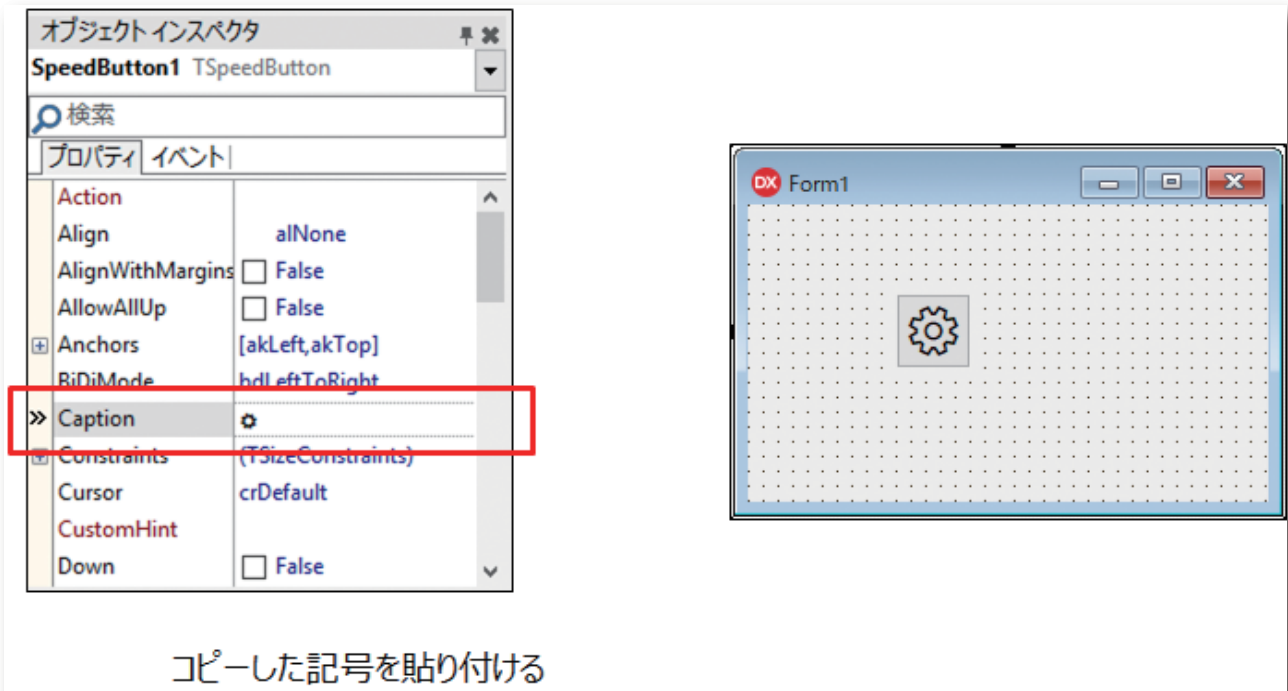 オブジェクト インスペクタ
SpeedButton1 TSpeedButton
検索
プロパティ イベント
Action
Align alNone
AlignWithMargins False
AllowAllUp False
Anchors [akLeft,akTop]
BiDiMode bdLeftToRight
Caption ⚙
Constraints (TSizeConstraints)
Cursor crDefault
CustomHint
Down False
DX Form1
コピーした記号を貼り付ける